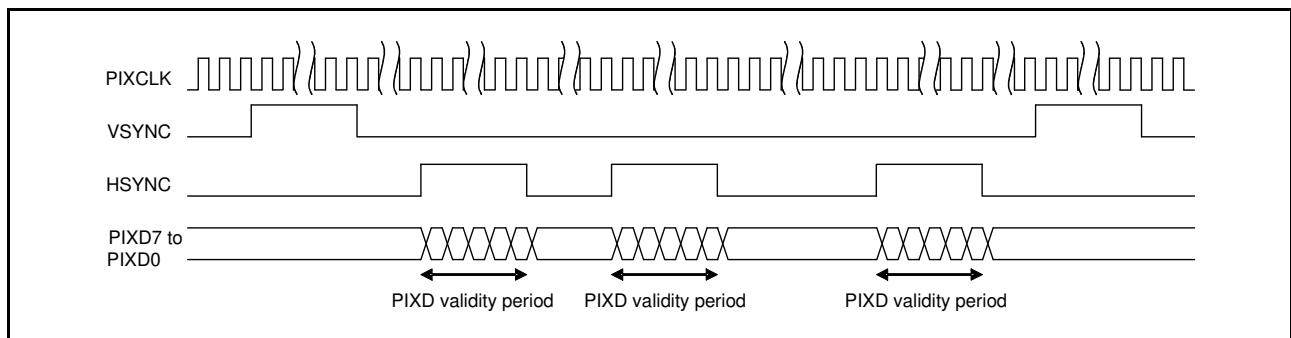 PIXCLK
VSYNC
HSYNC
PIXD7 to
PIXD0
PIXD validity period
PIXD validity period
PIXD validity period